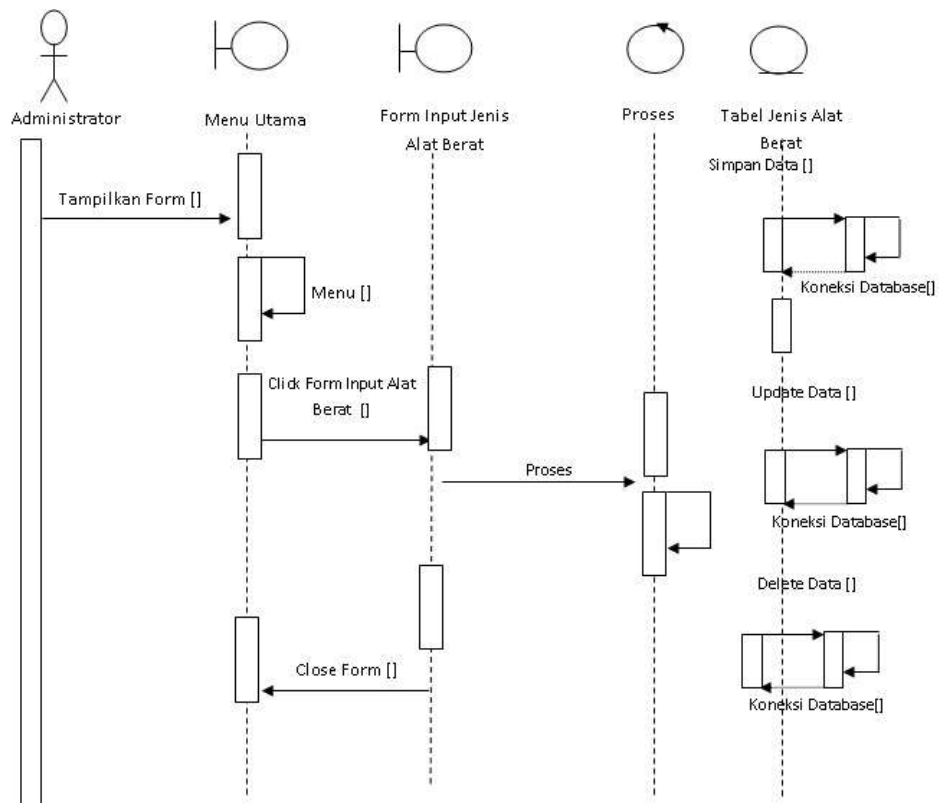 Administrator
Menu Utama
Form Input Jenis
Alat Berat
Proses
Tabel Jenis Alat
Berat
Simpan Data []
Tampilkan Form []
Koneksi Database[]
Menu []
Click Form Input Alat
Berat []
Update Data []
Proses
Koneksi Database[]
Delete Data []
Close Form []
Koneksi Database[]